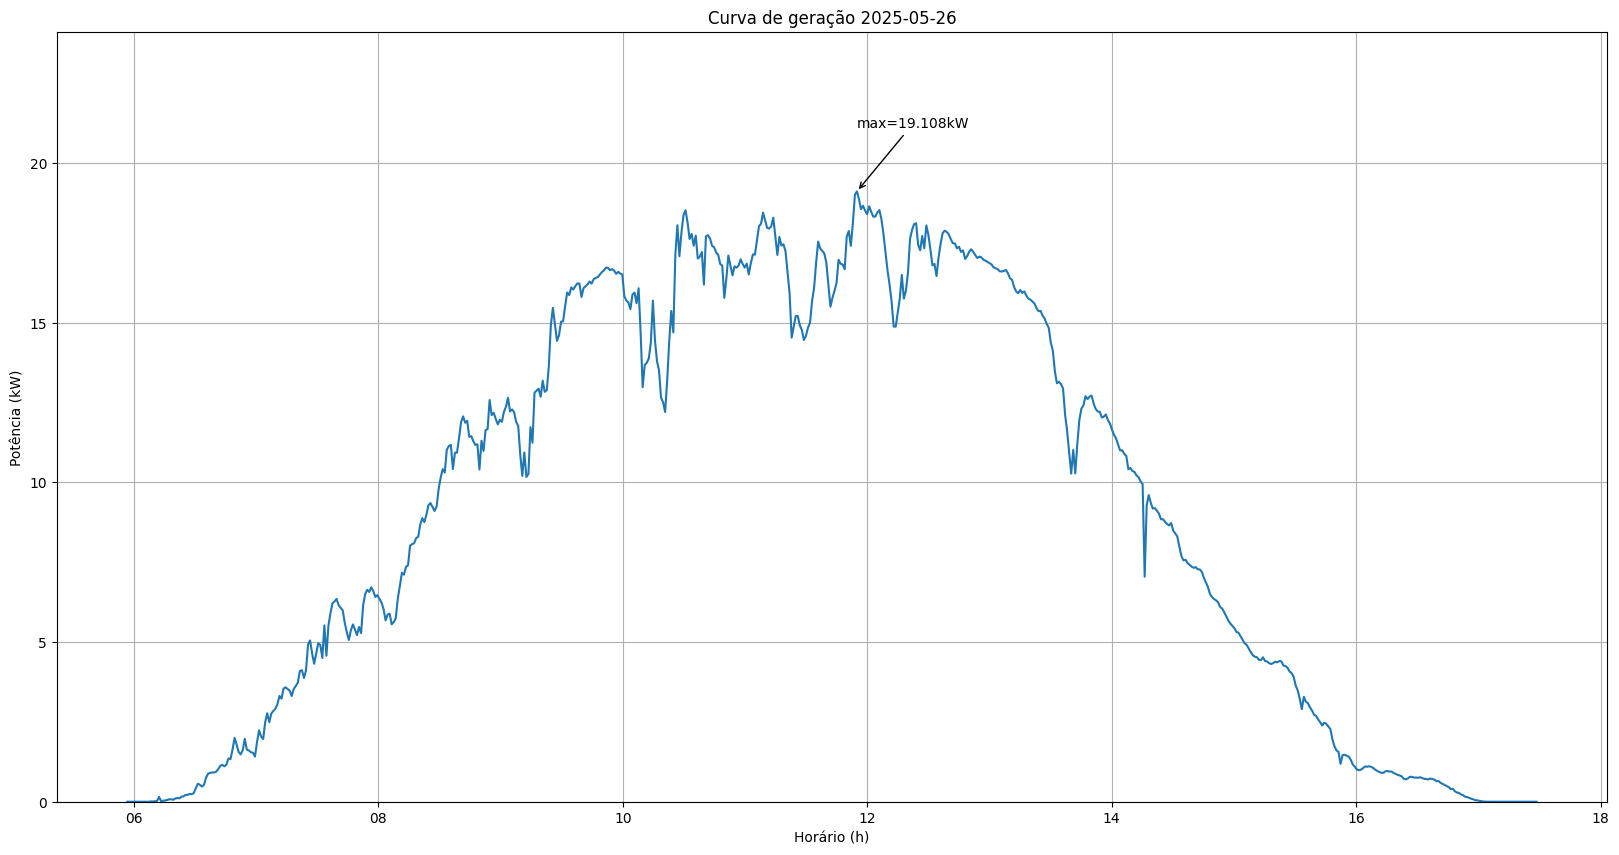 Curva de geração 2025-05-26
max=19.108kW
Potência (kW)
20
15
10
5
0
06 08 10 12 14 16 18
Horário (h)